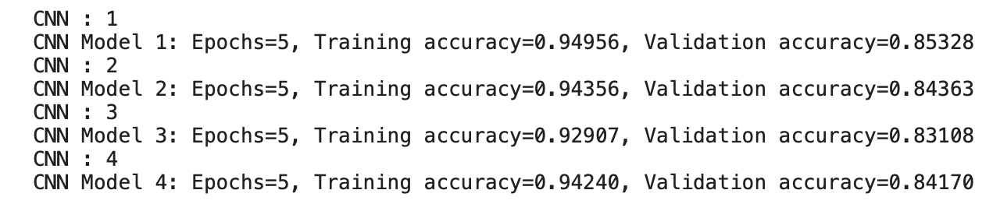 CNN : 1
CNN Model 1: Epochs=5, Training accuracy=0.94956, Validation accuracy=0.85328
CNN : 2
CNN Model 2: Epochs=5, Training accuracy=0.94356, Validation accuracy=0.84363
CNN : 3
CNN Model 3: Epochs=5, Training accuracy=0.92907, Validation accuracy=0.83108
CNN : 4
CNN Model 4: Epochs=5, Training accuracy=0.94240, Validation accuracy=0.84170